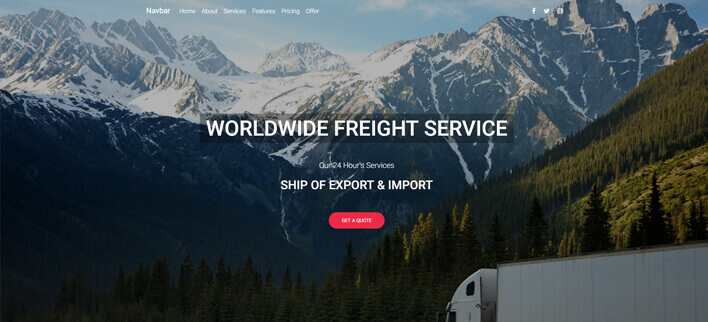 Navbar Home About Services Features Pricing Offer
WORLDWIDE FREIGHT SERVICE
Our 24 Hour's Services
SHIP OF EXPORT & IMPORT
GET A QUOTE